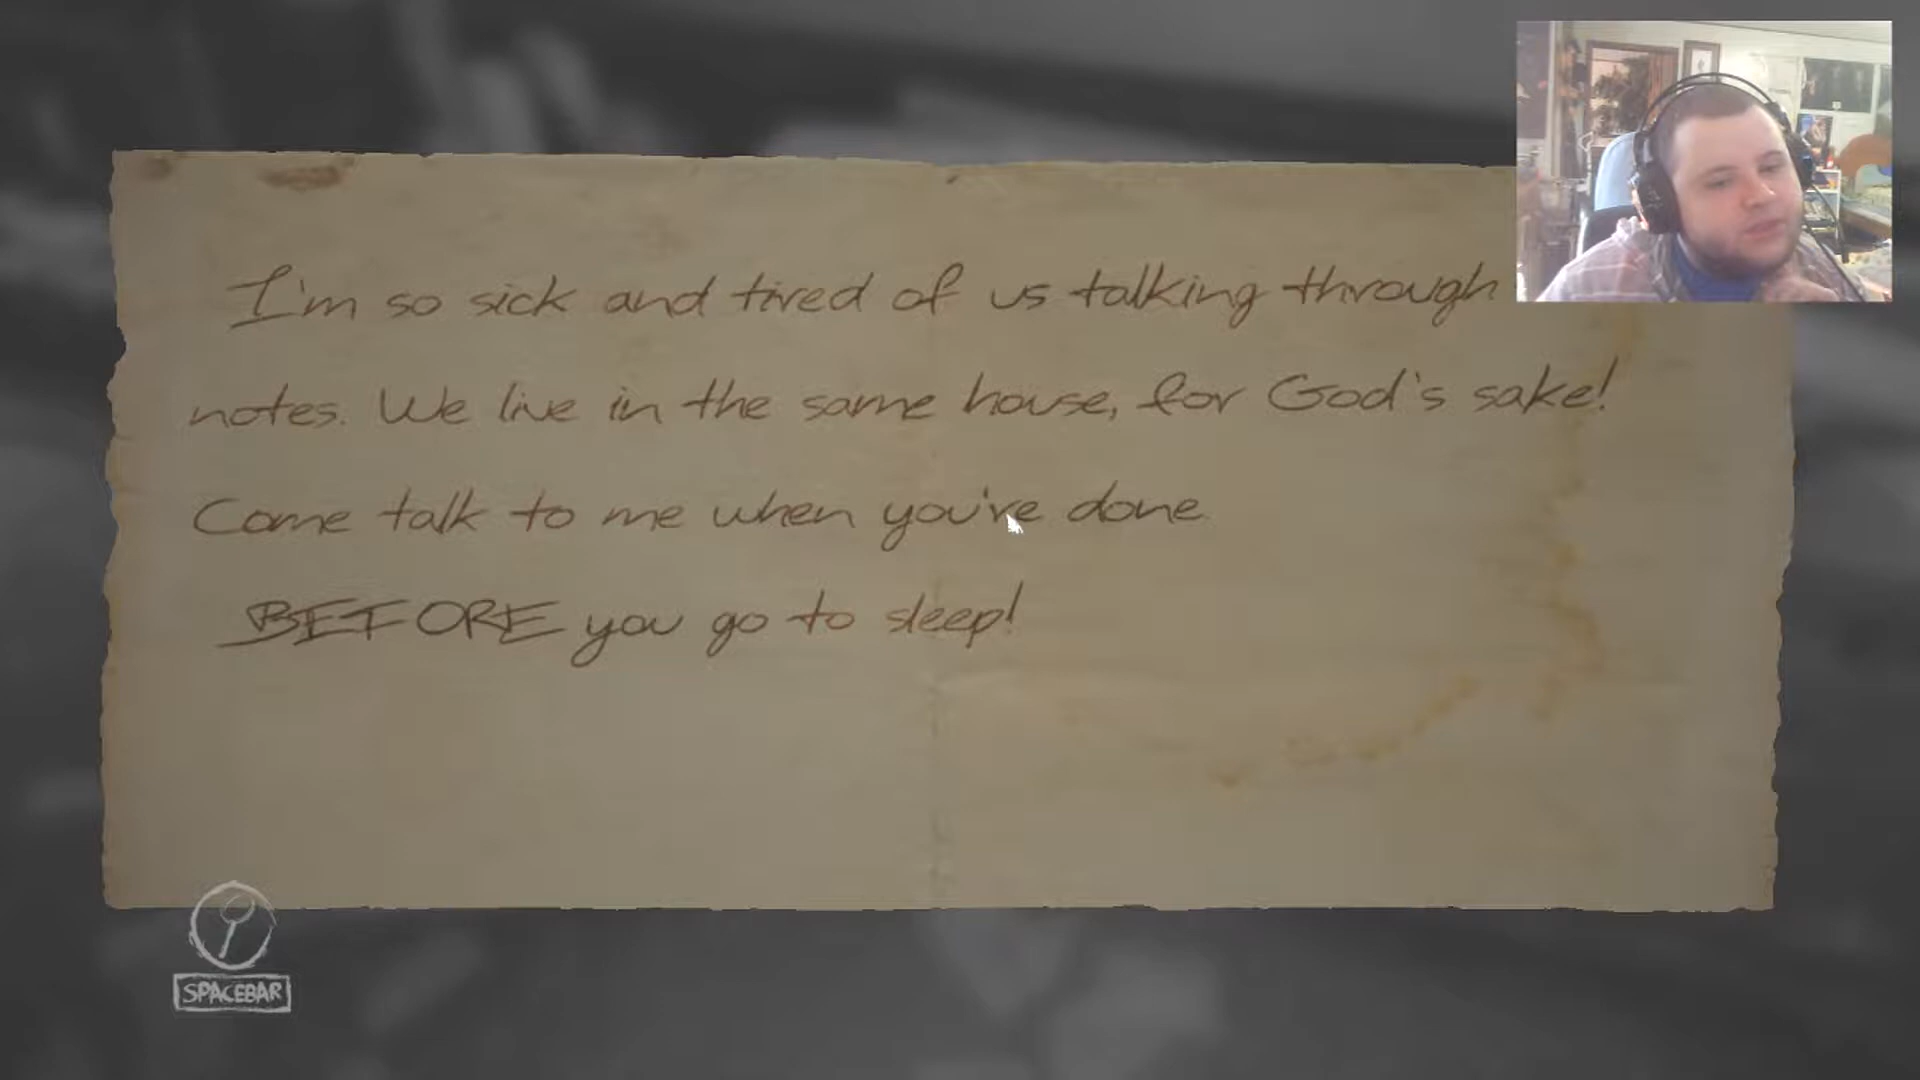 I'm so sick and tired of us talking through
notes. We live in the same house, for God's sake!
Come talk to me when you're done.
BEFORE you go to sleep!
SPACEBAR